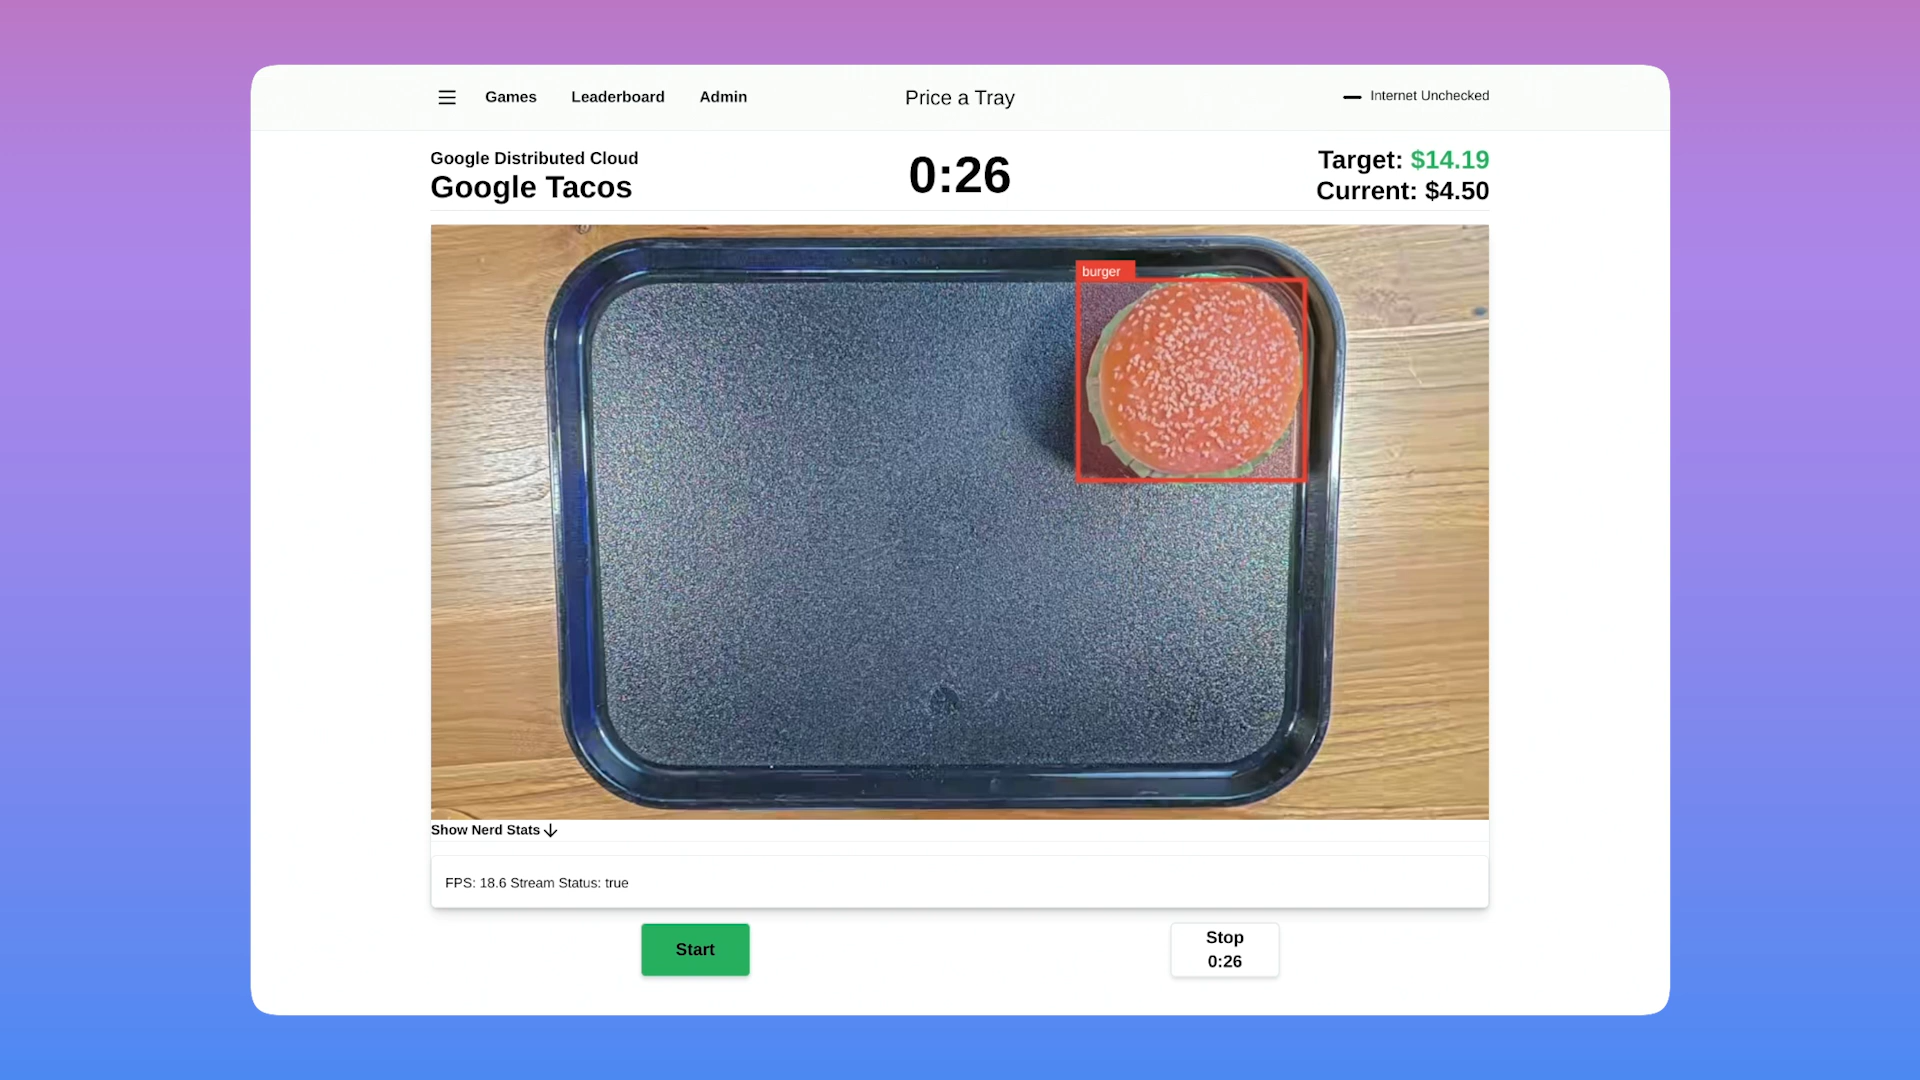 Games Leaderboard Admin Price a Tray Internet Unchecked
Google Distributed Cloud
Google Tacos
0:26
Target: $14.19
Current: $4.50
burger
Show Nerd Stats
FPS: 18.6 Stream Status: true
Start
Stop
0:26